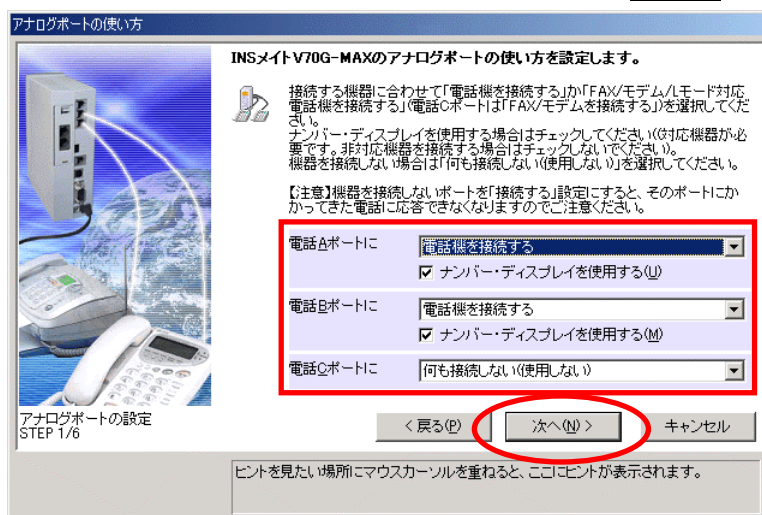 アナログポートの使い方
INSメイトV70G-MAXのアナログポートの使い方を設定します。
接続する機器に合わせて「電話機を接続する」か「FAX/モデム/Lモード対応
電話機を接続する」(電話Cポートは「FAX/モデムを接続する」)を選択してくだ
さい。
ナンバー・ディスプレイを使用する場合はチェックしてください(対応機器が必
要です。非対応機器を接続する場合はチェックしないでください)。
機器を接続しない場合は「何も接続しない(使用しない)」を選択してください。
【注意】機器を接続しないポートを「接続する」設定にすると、そのポートにか
かってきた電話に応答できなくなりますのでご注意ください。
電話Aポートに 電話機を接続する
ナンバー・ディスプレイを使用する(U)
電話Bポートに 電話機を接続する
ナンバー・ディスプレイを使用する(M)
電話Cポートに 何も接続しない(使用しない)
アナログポートの設定
STEP 1/6
< 戻る(P) 次へ(N) > キャンセル
ヒントを見たい場所にマウスカーソルを重ねると、ここにヒントが表示されます。